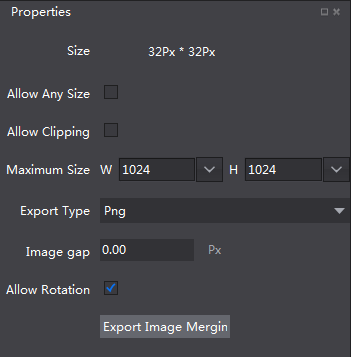 Properties
Size 32Px * 32Px
Allow Any Size
Allow Clipping
Maximum Size W 1024 H 1024
Export Type Png
Image gap 0.00 Px
Allow Rotation
Export Image Mergin